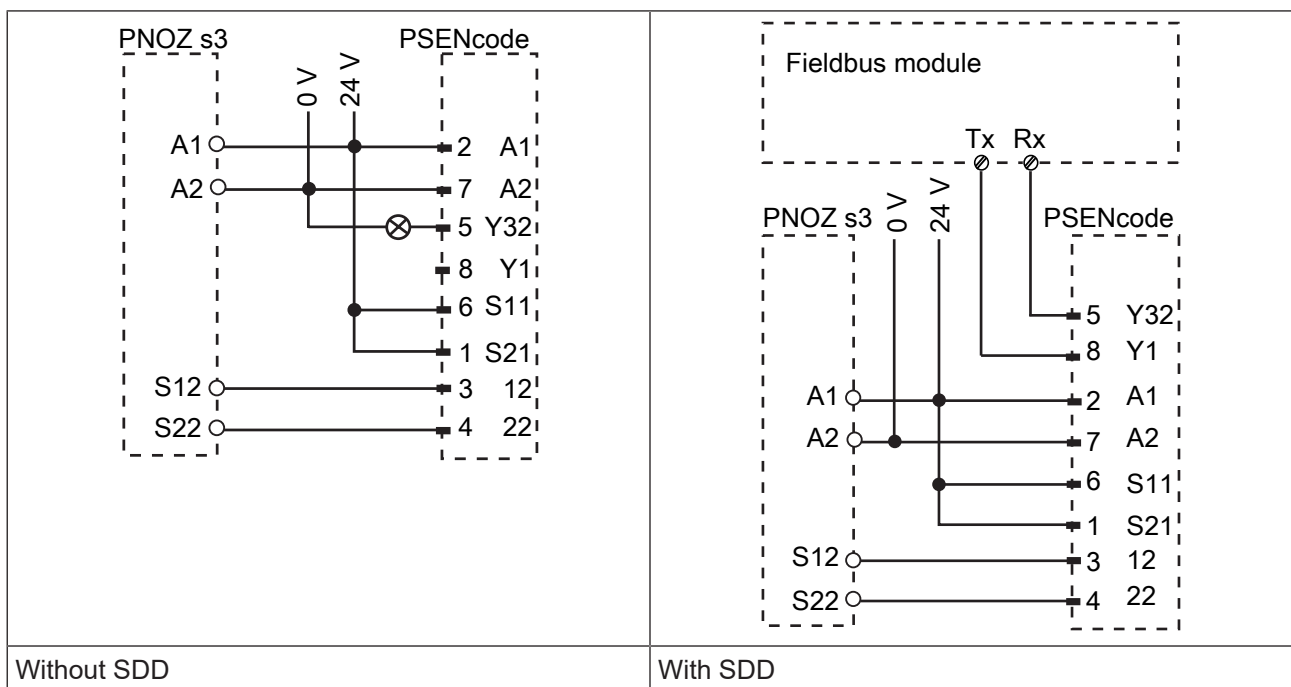 PNOZ s3
PSENcode
0 V
24 V
A1
2 A1
A2
7 A2
5 Y32
8 Y1
6 S11
1 S21
S12
3 12
S22
4 22
Without SDD
Fieldbus module
Tx Rx
PNOZ s3
0 V
24 V
PSENcode
5 Y32
8 Y1
A1
2 A1
A2
7 A2
6 S11
1 S21
S12
3 12
S22
4 22
With SDD